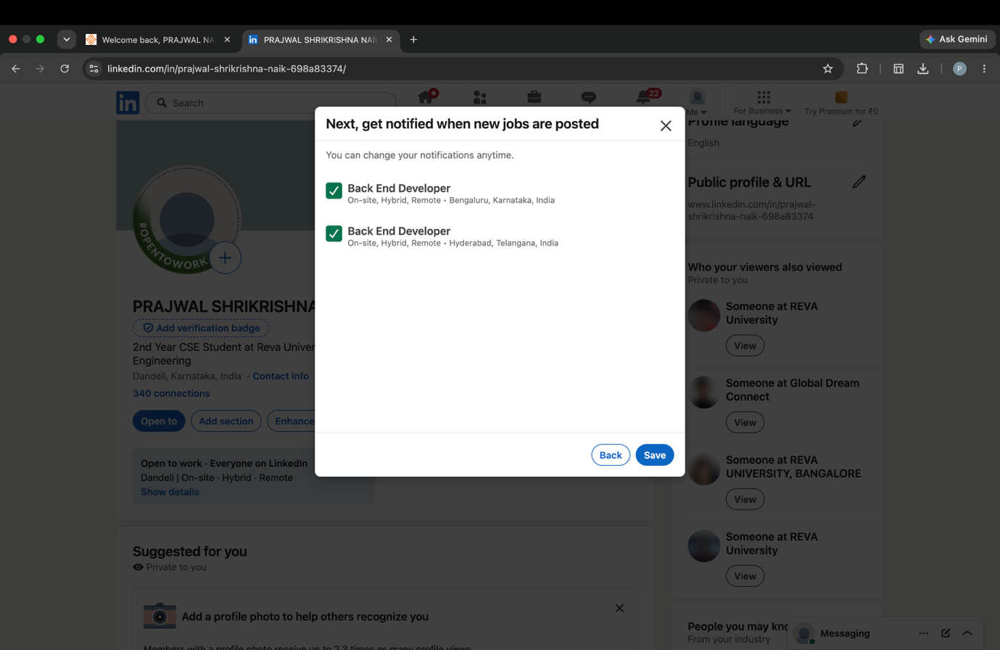 Welcome back, PRAJWAL NA
PRAJWAL SHRIKRISHNA NAIK
Ask Gemini
linkedin.com/in/prajwal-shrikrishna-naik-698a83374/
P
in
Search
22
Me
For Business
Try Premium for ₹0
Next, get notified when new jobs are posted
You can change your notifications anytime.
Back End Developer
On-site, Hybrid, Remote • Bengaluru, Karnataka, India
Back End Developer
On-site, Hybrid, Remote • Hyderabad, Telangana, India
Back
Save
#OPENTOWORK
PRAJWAL SHRIKRISHNA
Add verification badge
2nd Year CSE Student at Reva Univer
Engineering
Dandeli, Karnataka, India · Contact info
340 connections
Open to
Add section
Enhance
Open to work · Everyone on LinkedIn
Dandeli | On-site · Hybrid · Remote
Show details
Suggested for you
Private to you
Add a profile photo to help others recognize you
Members with a profile photo receive up to 2.3 times as many profile views
Profile language
English
Public profile & URL
www.linkedin.com/in/prajwal-
shrikrishna-naik-698a83374
Who your viewers also viewed
Private to you
Someone at REVA
University
View
Someone at Global Dream
Connect
View
Someone at REVA
UNIVERSITY, BANGALORE
View
Someone at REVA
University
View
People you may kno
From your industry
Messaging